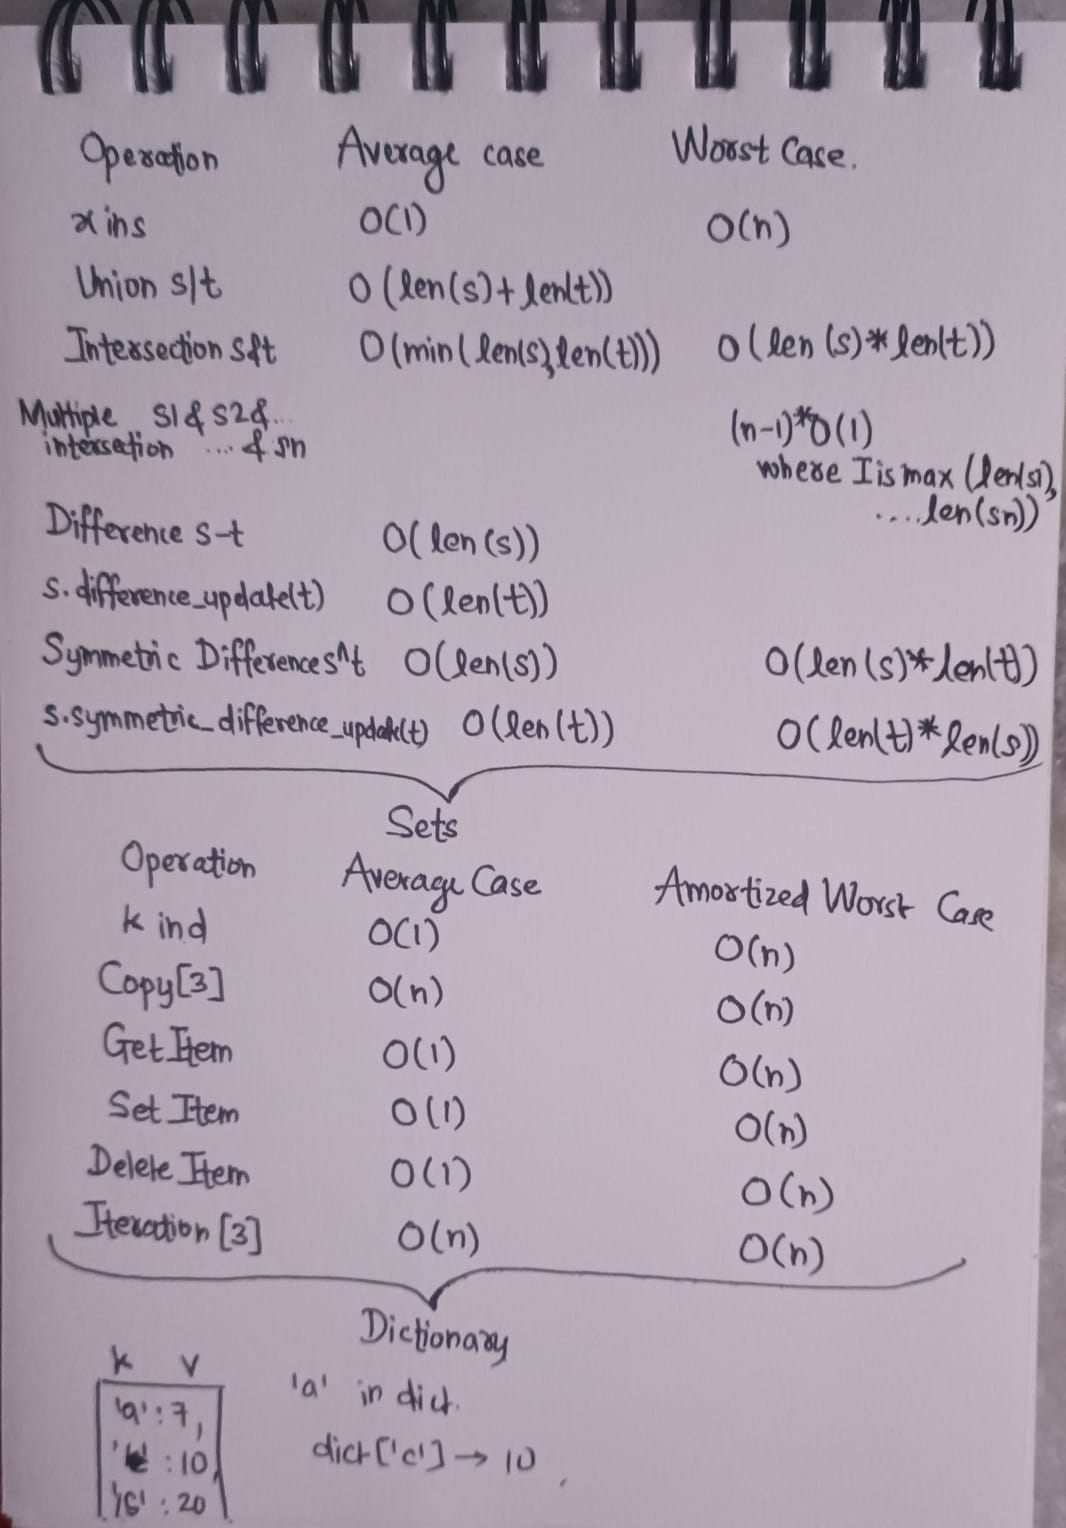 Operation Average case Worst Case.
x in s O(1) O(n)
Union s|t O(len(s)+len(t))
Intersection s&t O(min(len(s),len(t))) O(len(s)*len(t))
Multiple s1&s2&... (n-1)*O(1)
intersetion ...&sn where I is max (len(s1),
....len(sn))
Difference s-t O(len(s))
s.difference_update(t) O(len(t))
Symmetric Difference s^t O(len(s)) O(len(s)*len(t))
s.symmetric_difference_update(t) O(len(t)) O(len(t)*len(s))
Sets
Operation Average Case Amortized Worst Case
k in d O(1) O(n)
Copy[3] O(n) O(n)
Get Item O(1) O(n)
Set Item O(1) O(n)
Delete Item O(1) O(n)
Iteration [3] O(n) O(n)
Dictionary
k v
'a':7, 'a' in dict.
:10, dict['c'] → 10
: 20